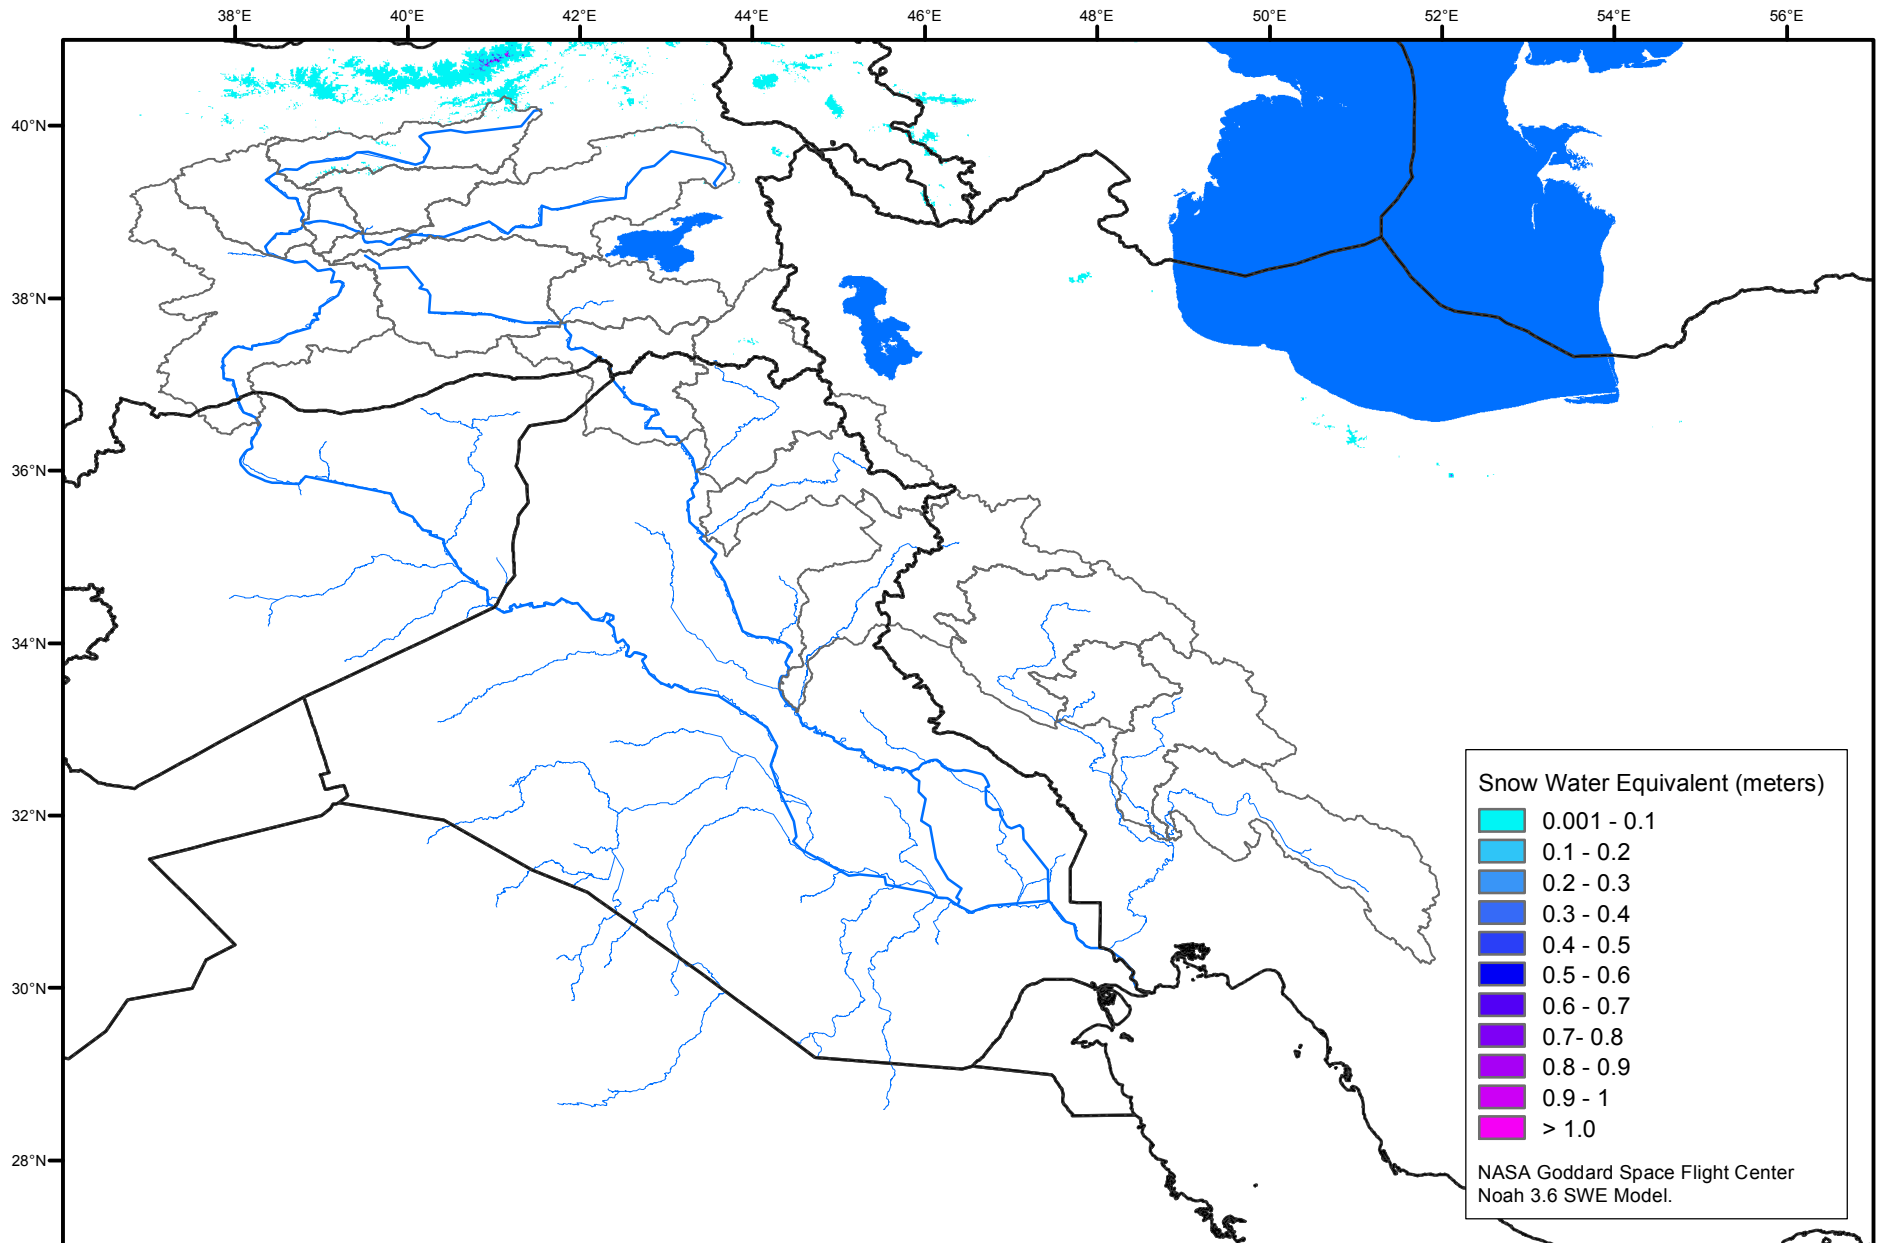 38°E 40°E 42°E 44°E 46°E 48°E 50°E 52°E 54°E 56°E
40°N
38°N
36°N
34°N
32°N
30°N
28°N
Snow Water Equivalent (meters)
0.001 - 0.1
0.1 - 0.2
0.2 - 0.3
0.3 - 0.4
0.4 - 0.5
0.5 - 0.6
0.6 - 0.7
0.7- 0.8
0.8 - 0.9
0.9 - 1
> 1.0
NASA Goddard Space Flight Center
Noah 3.6 SWE Model.